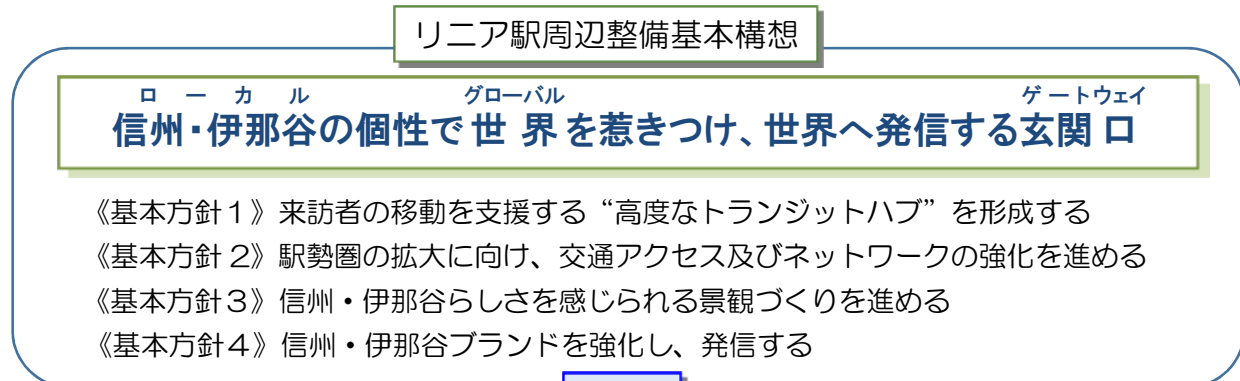 リニア駅周辺整備基本構想
ローカル グローバル ゲートウェイ
信州・伊那谷の個性で世界を惹きつけ、世界へ発信する玄関口
《基本方針1》来訪者の移動を支援する“高度なトランジットハブ”を形成する
《基本方針2》駅勢圏の拡大に向け、交通アクセス及びネットワークの強化を進める
《基本方針3》信州・伊那谷らしさを感じられる景観づくりを進める
《基本方針4》信州・伊那谷ブランドを強化し、発信する